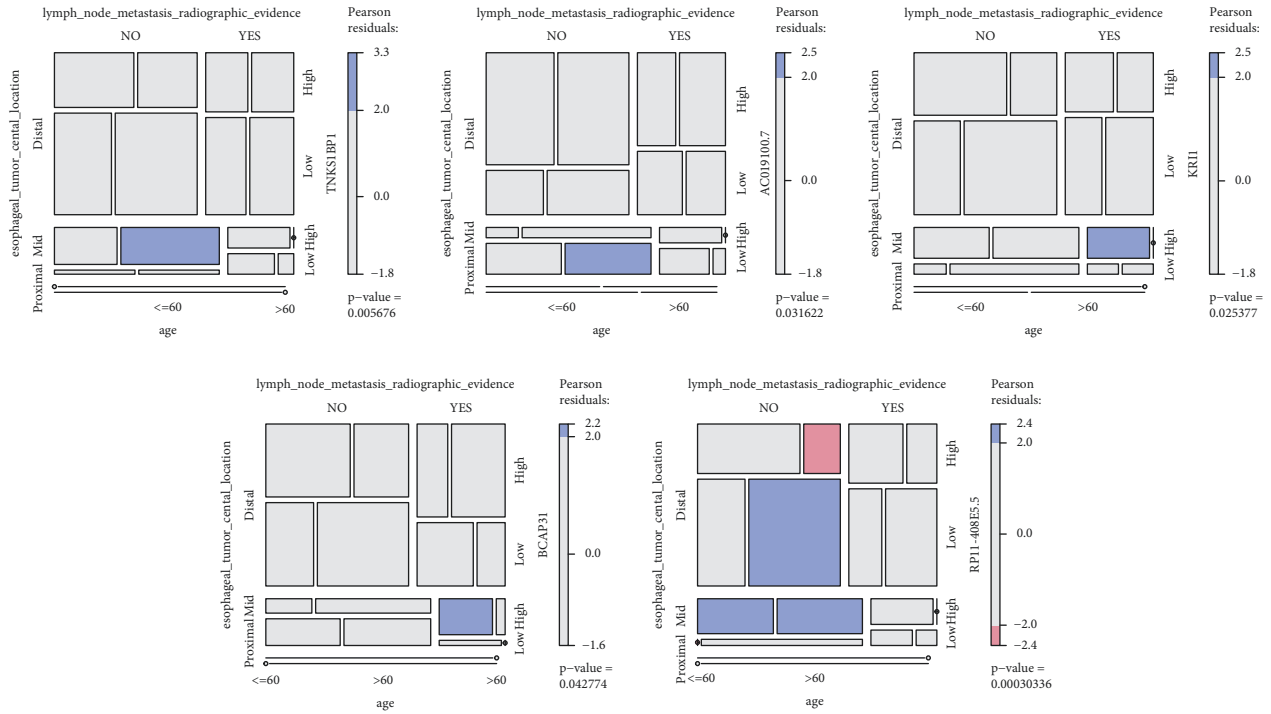 lymph_node_metastasis_radiographic_evidence
NO YES
esophageal_tumor_cental_location
Distal
Mid
Proximal
High
Low
High
Low
TNKS1BP1
<=60 >60
age
Pearson
residuals:
3.3
2.0
0.0
−1.8
p−value =
0.005676
lymph_node_metastasis_radiographic_evidence
NO YES
esophageal_tumor_cental_location
Distal
Mid
Proximal
High
Low
High
Low
AC019100.7
<=60 >60
age
Pearson
residuals:
2.5
2.0
0.0
−1.8
p−value =
0.031622
lymph_node_metastasis_radiographic_evidence
NO YES
esophageal_tumor_cental_location
Distal
Mid
Proximal
High
Low
High
Low
KRI1
<=60 >60
age
Pearson
residuals:
2.5
2.0
0.0
−1.8
p−value =
0.025377
lymph_node_metastasis_radiographic_evidence
NO YES
esophageal_tumor_cental_location
Distal
Mid
Proximal
High
Low
High
Low
BCAP31
<=60 >60 >60
age
Pearson
residuals:
2.2
2.0
0.0
−1.6
p−value =
0.042774
lymph_node_metastasis_radiographic_evidence
NO YES
esophageal_tumor_cental_location
Distal
Mid
Proximal
High
Low
High
Low
RP11-408E5.5
<=60 >60
age
Pearson
residuals:
2.4
2.0
0.0
−2.0
−2.4
p−value =
0.00030336